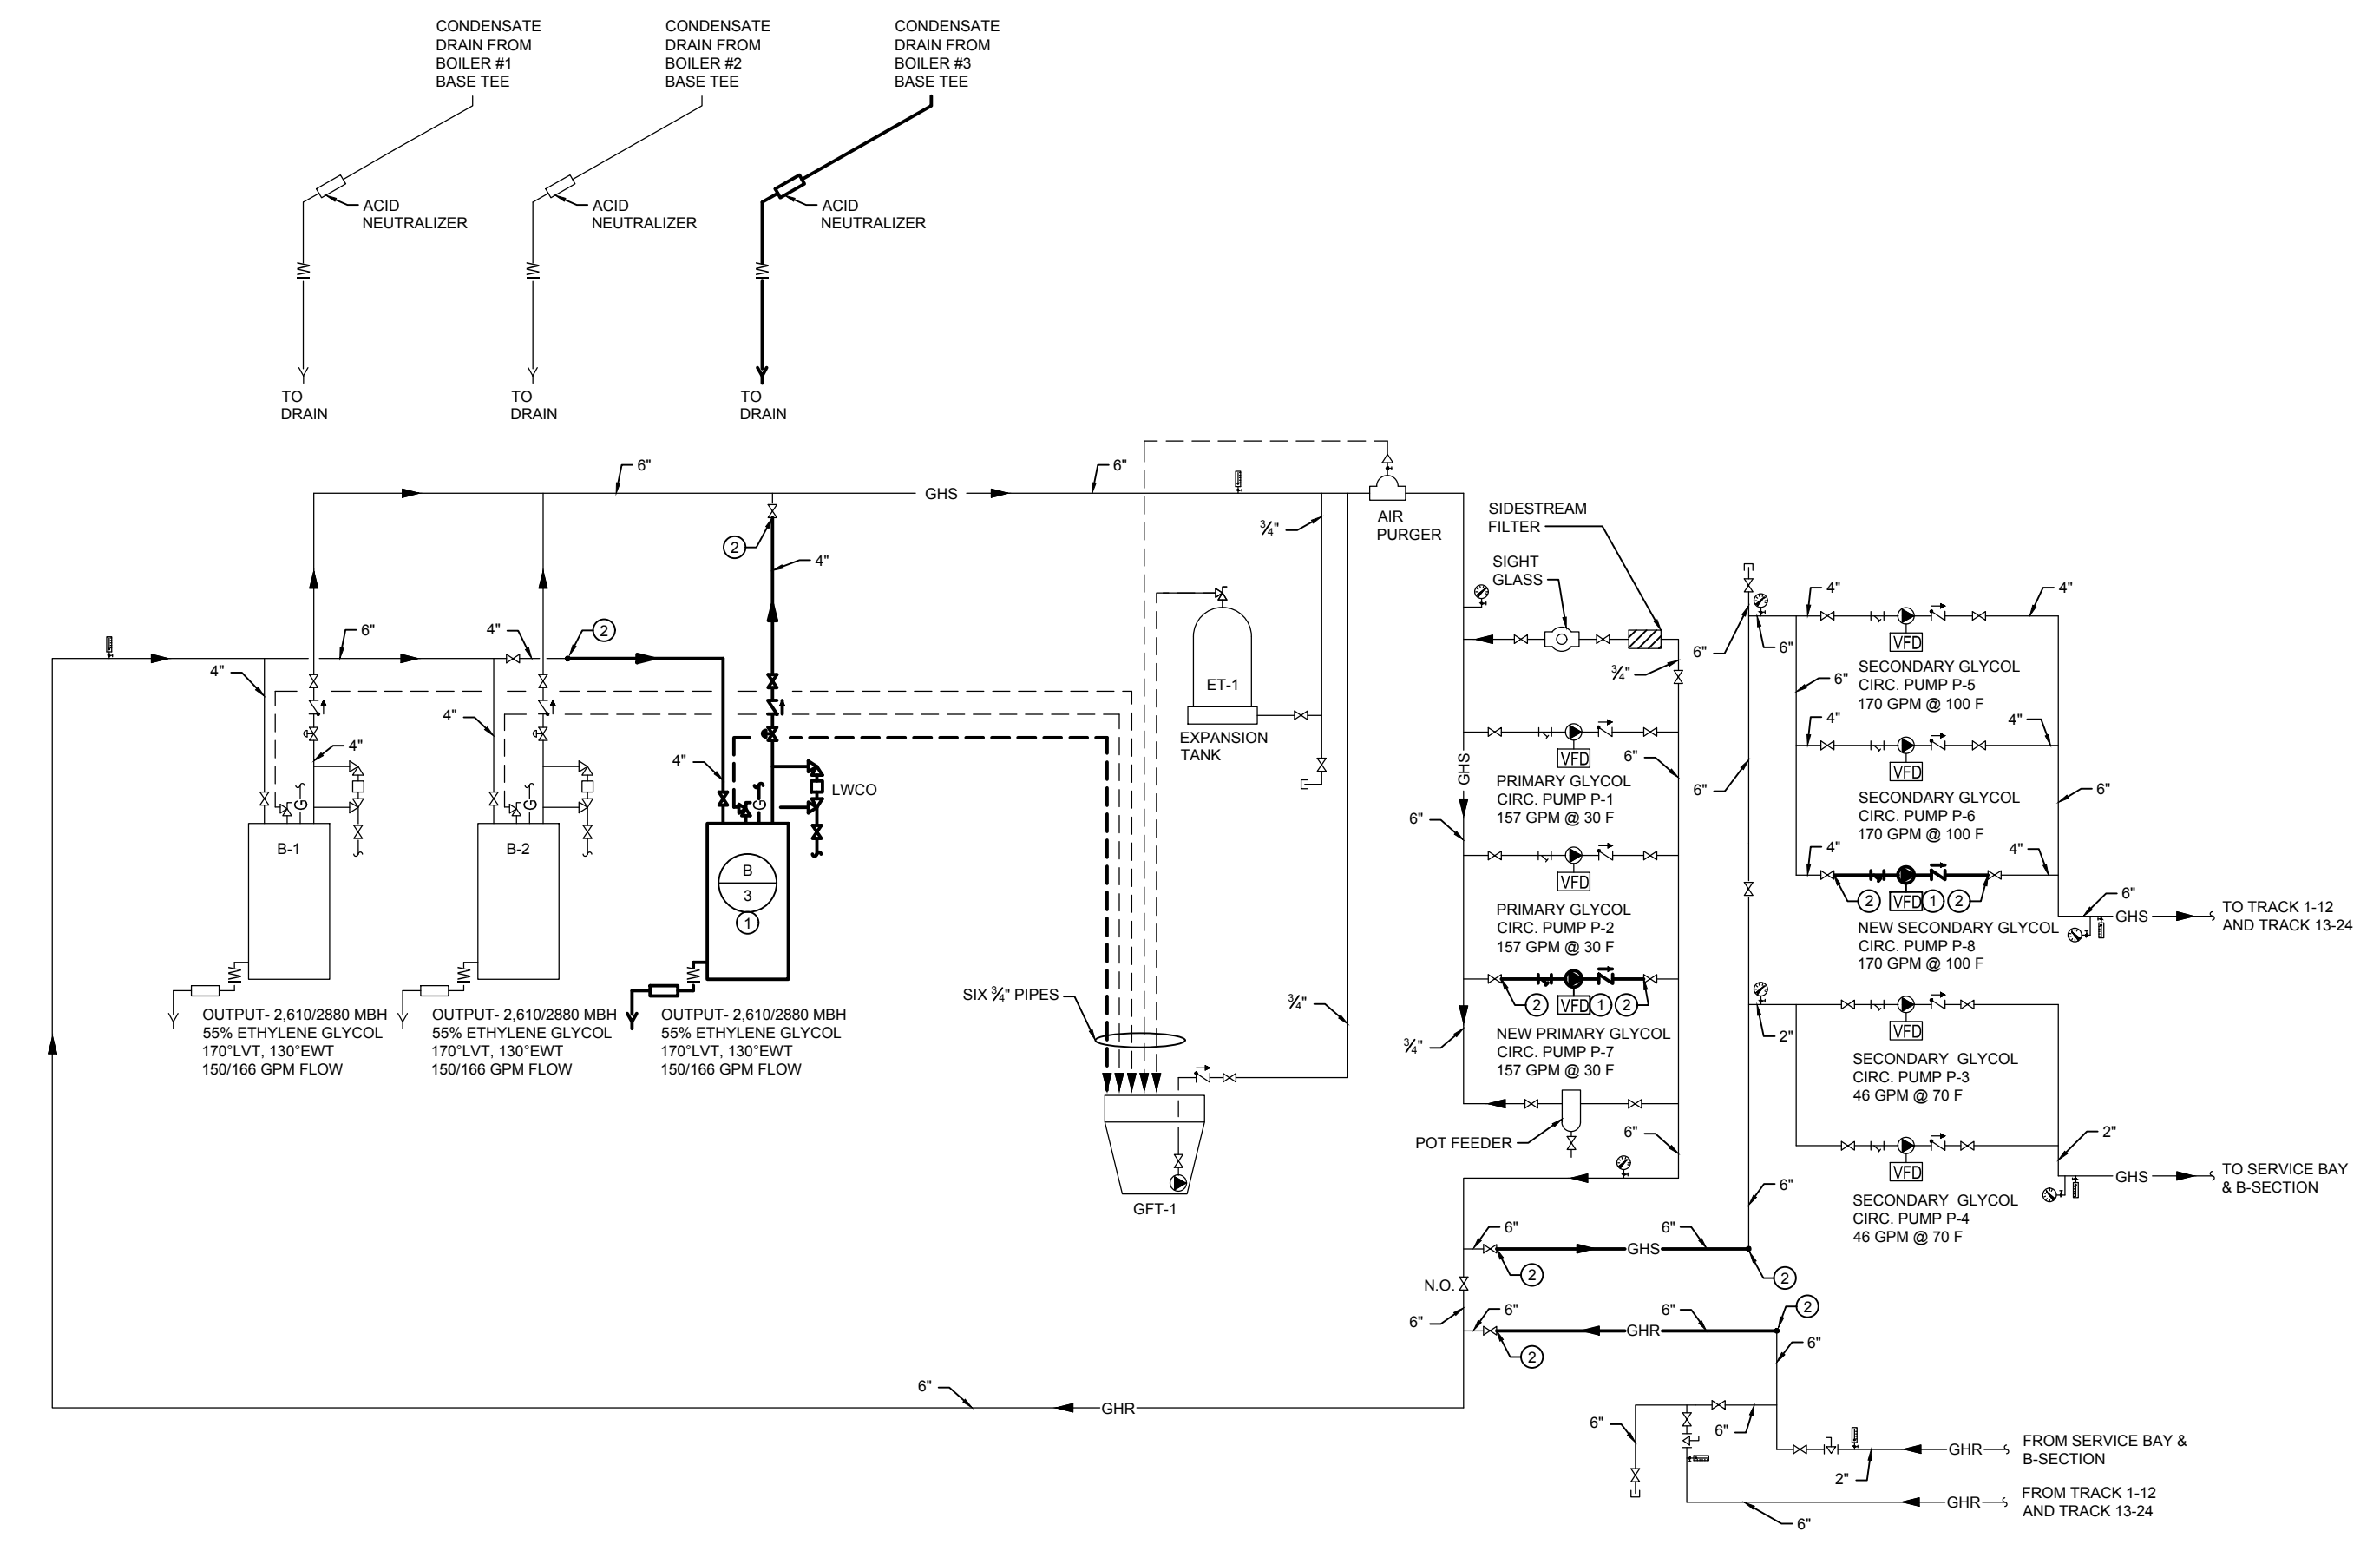 CONDENSATE
DRAIN FROM
BOILER #1
BASE TEE
CONDENSATE
DRAIN FROM
BOILER #2
BASE TEE
CONDENSATE
DRAIN FROM
BOILER #3
BASE TEE
ACID
NEUTRALIZER
ACID
NEUTRALIZER
ACID
NEUTRALIZER
TO
DRAIN
TO
DRAIN
TO
DRAIN
6"
GHS
6"
¾"
AIR
PURGER
2
4"
6"
4"
2
4"
4"
4"
4"
G
G
G
LWCO
B-1
B-2
B
3
1
OUTPUT- 2,610/2880 MBH
55% ETHYLENE GLYCOL
170°LVT, 130°EWT
150/166 GPM FLOW
OUTPUT- 2,610/2880 MBH
55% ETHYLENE GLYCOL
170°LVT, 130°EWT
150/166 GPM FLOW
OUTPUT- 2,610/2880 MBH
55% ETHYLENE GLYCOL
170°LVT, 130°EWT
150/166 GPM FLOW
ET-1
EXPANSION
TANK
SIX ¾" PIPES
¾"
GFT-1
SIDESTREAM
FILTER
SIGHT
GLASS
¾"
GHS
VFD
PRIMARY GLYCOL
CIRC. PUMP P-1
157 GPM @ 30 F
6"
6"
VFD
PRIMARY GLYCOL
CIRC. PUMP P-2
157 GPM @ 30 F
2
VFD
1
2
NEW PRIMARY GLYCOL
CIRC. PUMP P-7
157 GPM @ 30 F
¾"
POT FEEDER
6"
6"
6"
6"
4"
4"
VFD
SECONDARY GLYCOL
CIRC. PUMP P-5
170 GPM @ 100 F
6"
4"
4"
VFD
SECONDARY GLYCOL
CIRC. PUMP P-6
170 GPM @ 100 F
6"
4"
4"
2
VFD
1
2
NEW SECONDARY GLYCOL
CIRC. PUMP P-8
170 GPM @ 100 F
6"
GHS
TO TRACK 1-12
AND TRACK 13-24
2"
VFD
SECONDARY GLYCOL
CIRC. PUMP P-3
46 GPM @ 70 F
VFD
SECONDARY GLYCOL
CIRC. PUMP P-4
46 GPM @ 70 F
2"
GHS
TO SERVICE BAY
& B-SECTION
6"
6"
6"
GHS
2
2
N.O.
6"
6"
6"
GHR
2
2
6"
6"
GHR
6"
6"
2"
GHR
FROM SERVICE BAY &
B-SECTION
GHR
FROM TRACK 1-12
AND TRACK 13-24
6"